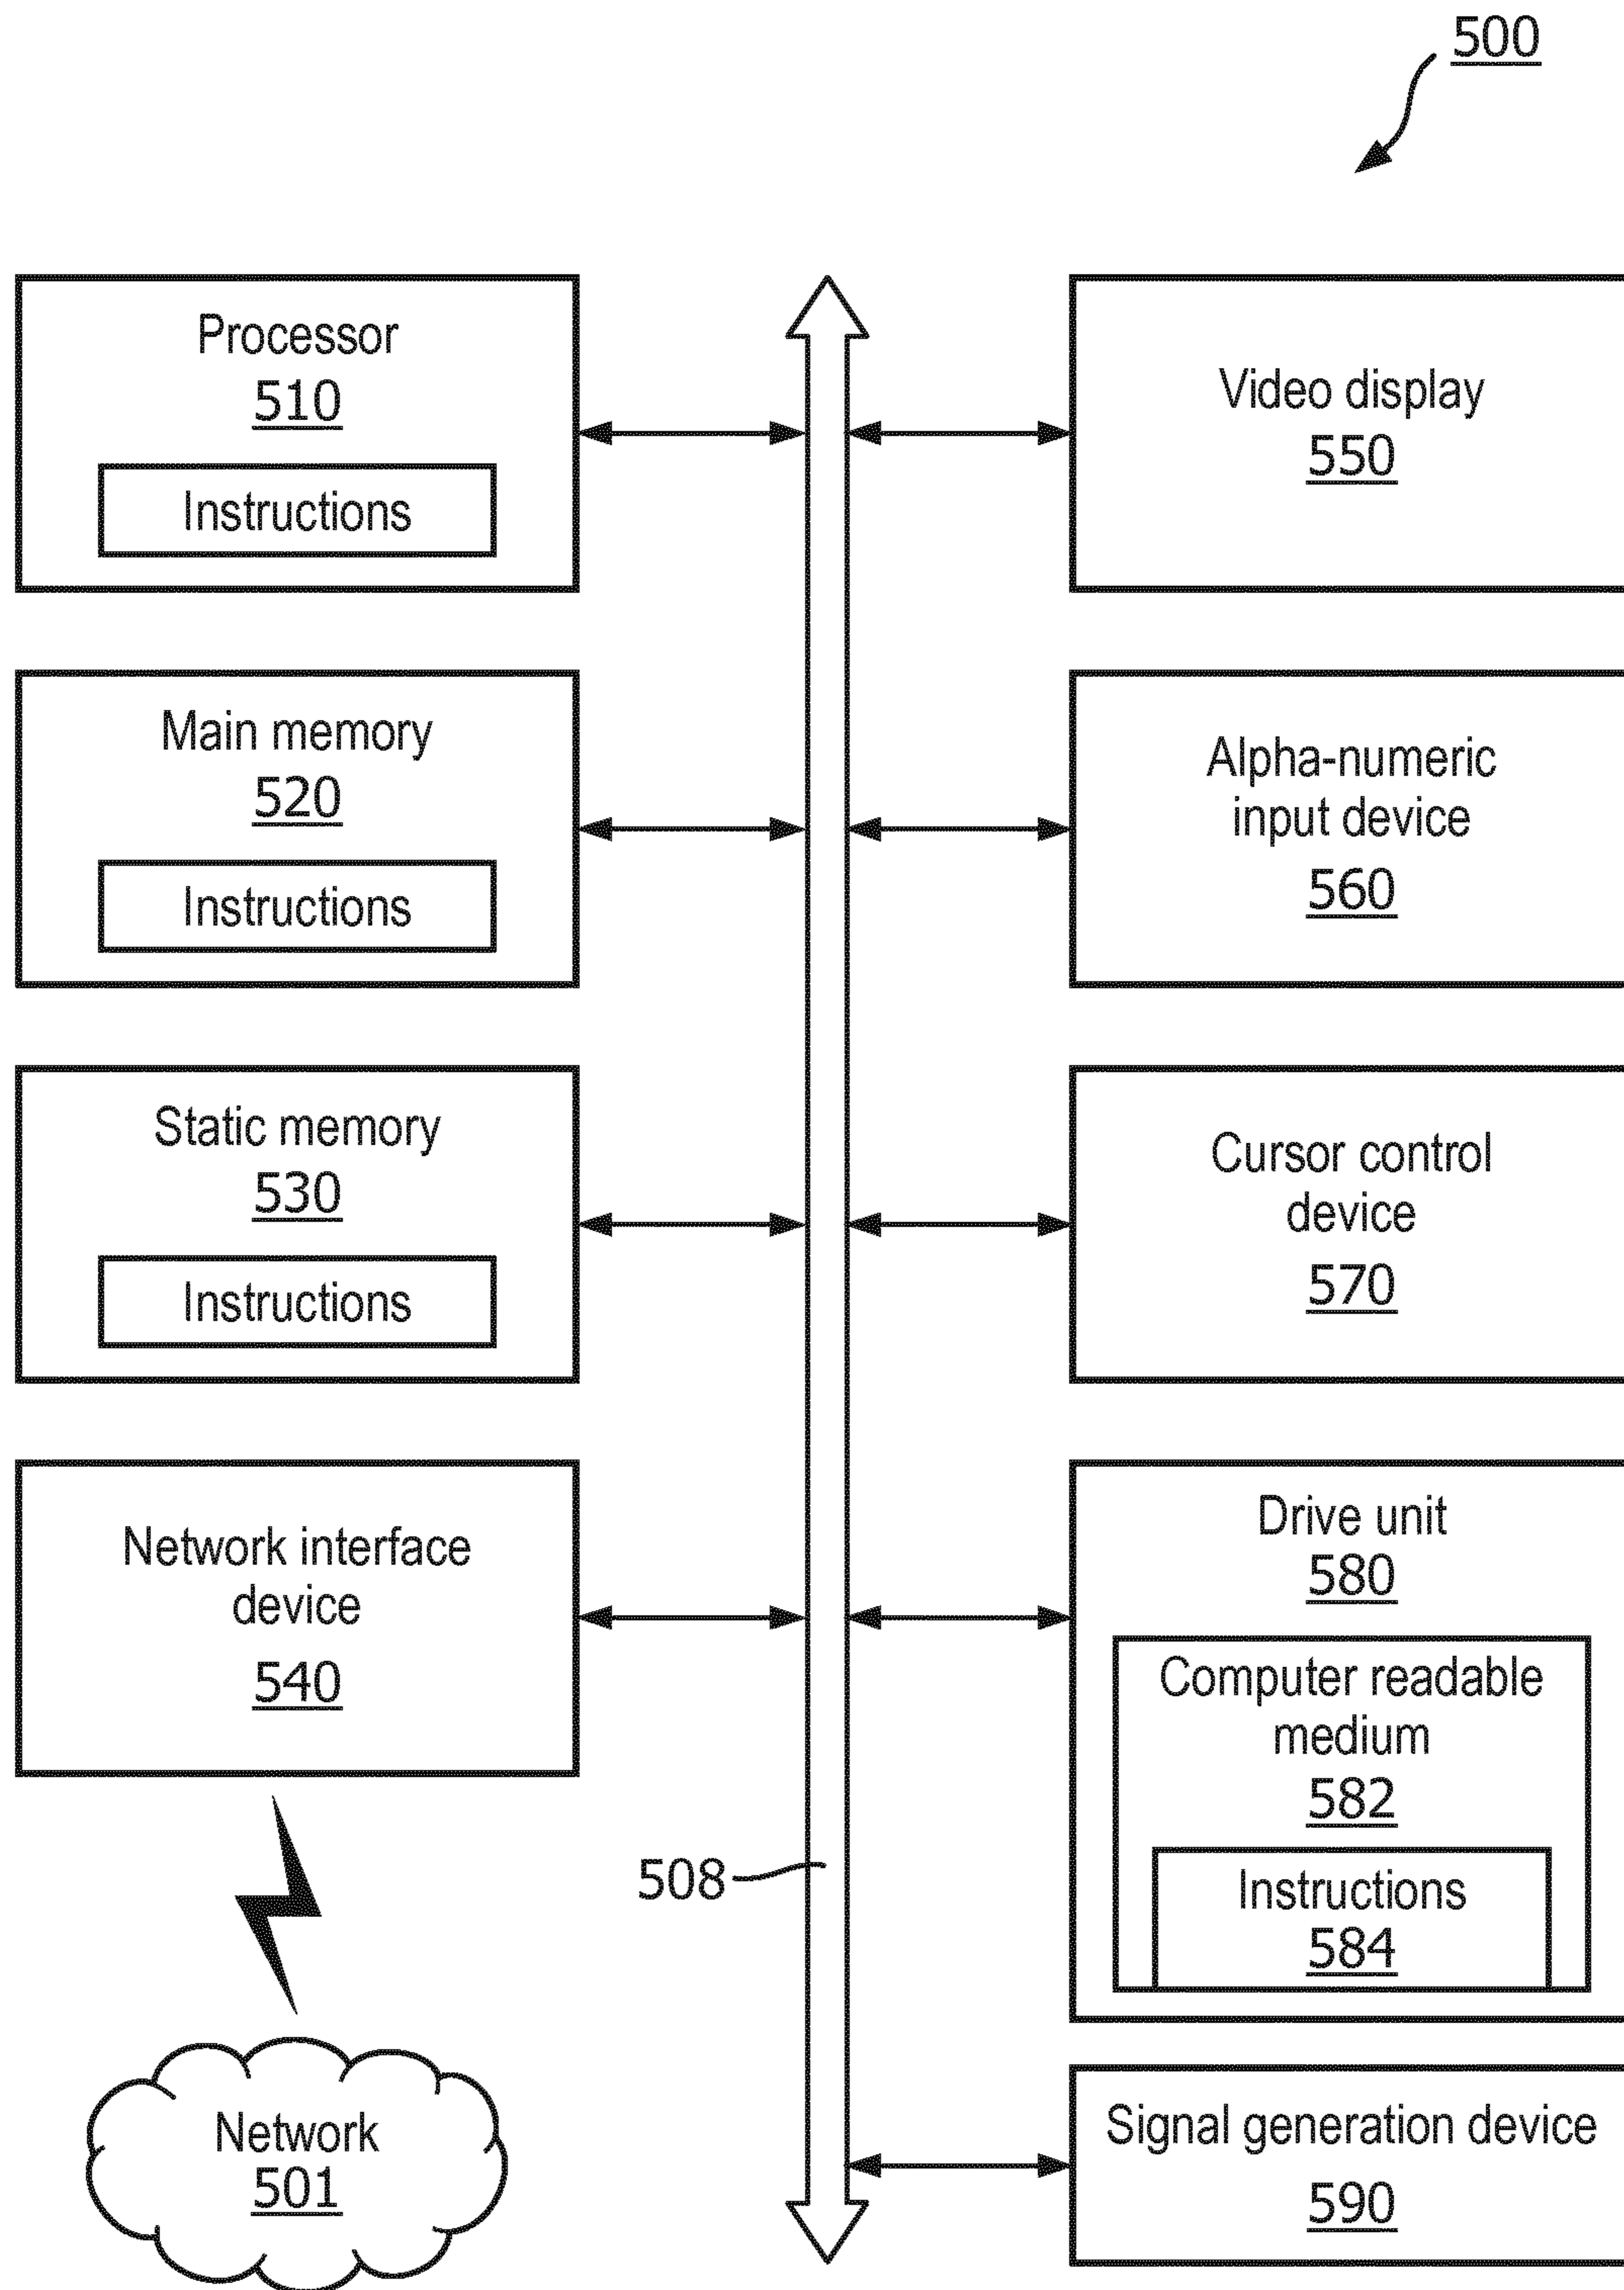 500
Processor
510
Instructions
Main memory
520
Instructions
Static memory
530
Instructions
Network interface
device
540
Network
501
508
Video display
550
Alpha-numeric
input device
560
Cursor control
device
570
Drive unit
580
Computer readable
medium
582
Instructions
584
Signal generation device
590